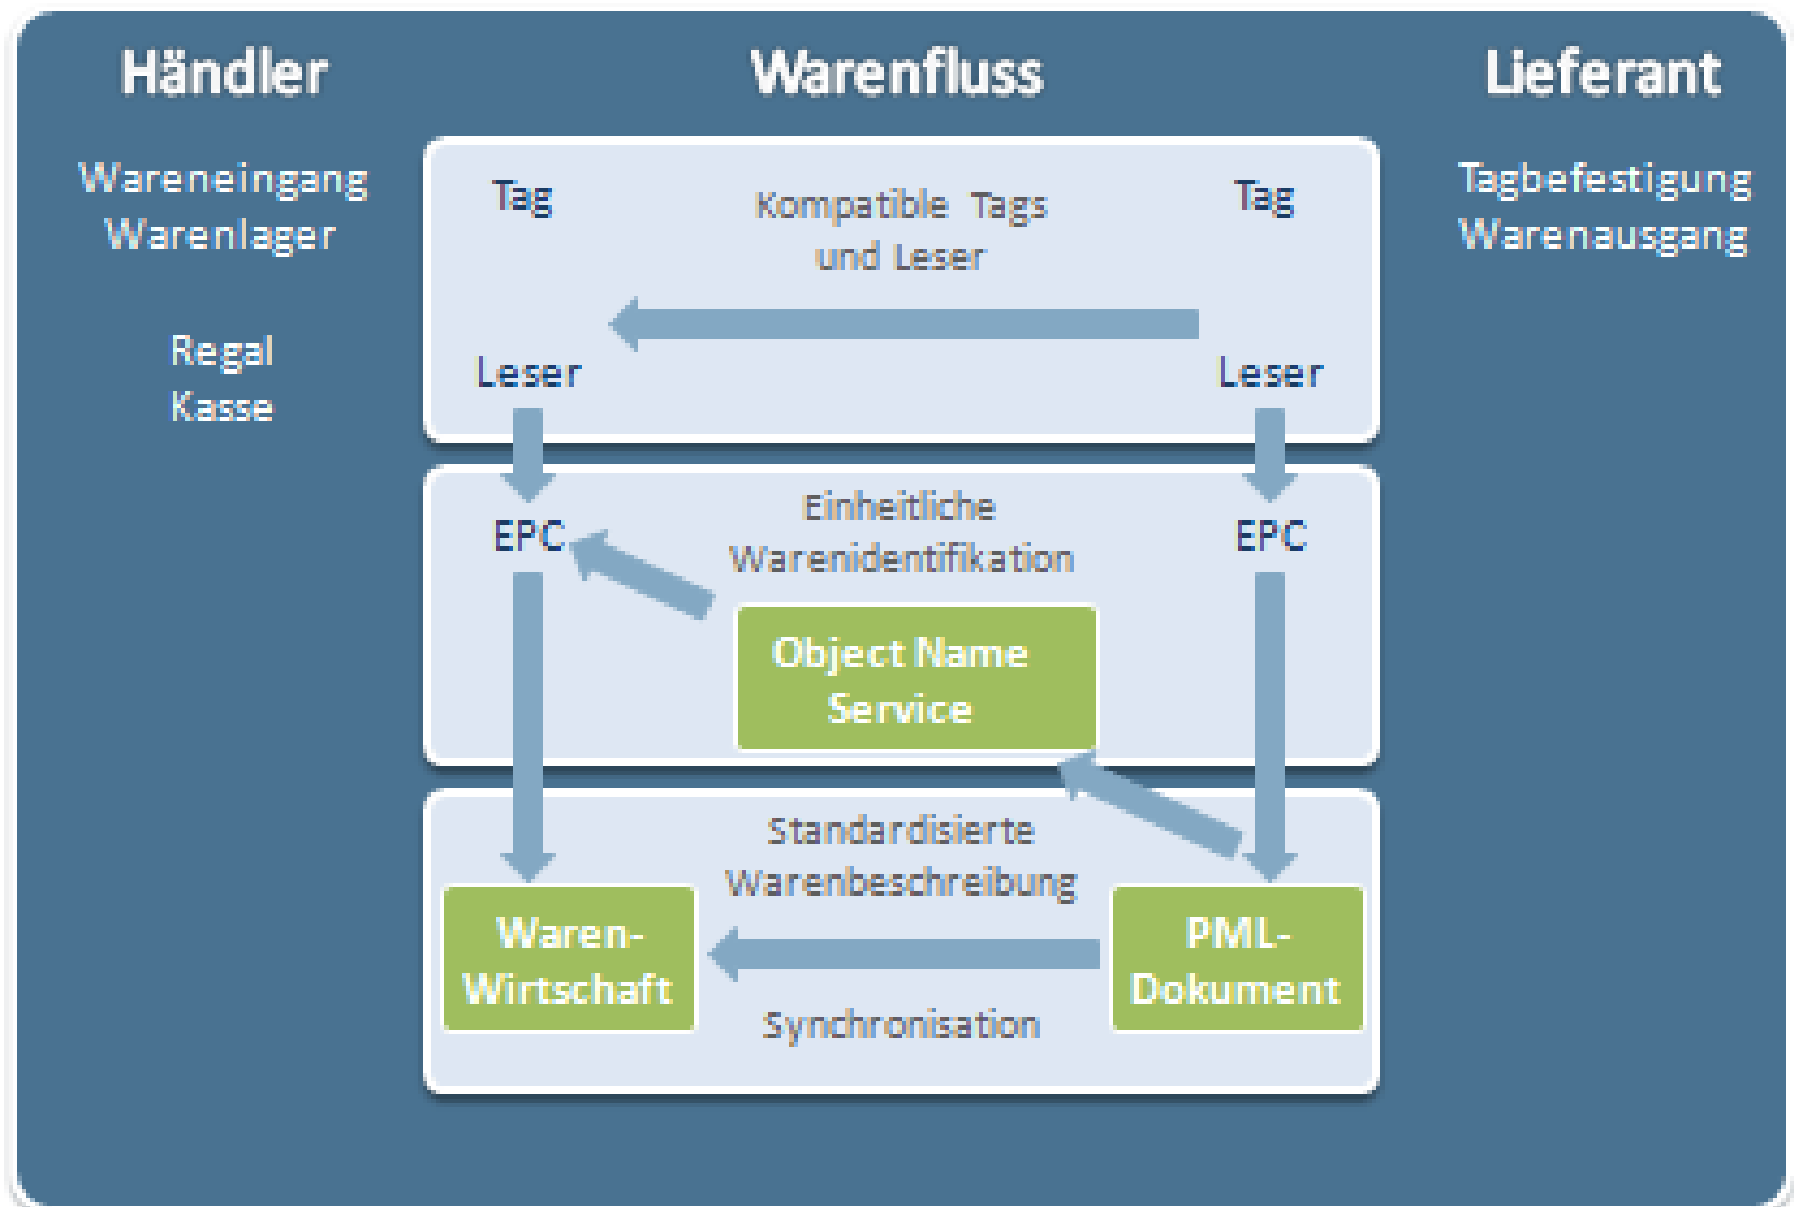 Händler
Warenfluss
Lieferant
Wareneingang
Warenlager
Regal
Kasse
Tag
Kompatible Tags
und Leser
Tag
Leser
Leser
Tagbefestigung
Warenausgang
EPC
Einheitliche
Warenidentifikation
EPC
Object Name
Service
Standardisierte
Warenbeschreibung
Waren-
Wirtschaft
PML-
Dokument
Synchronisation